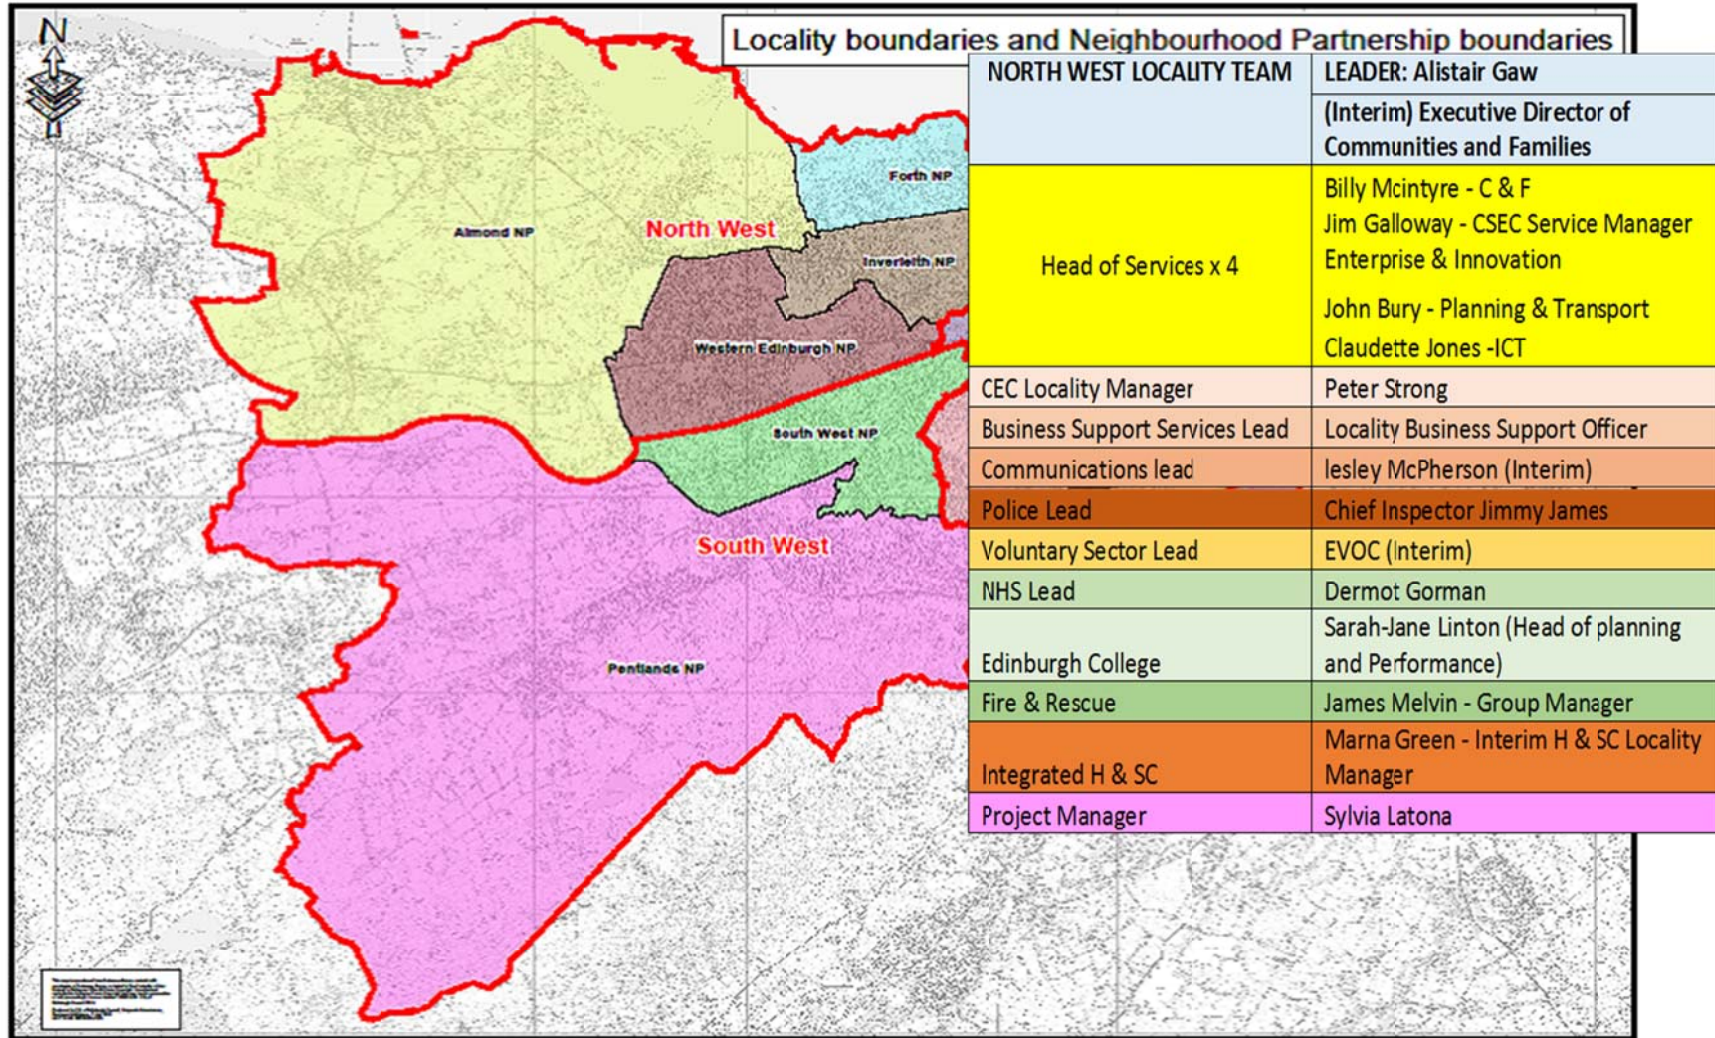 N
Locality boundaries and Neighbourhood Partnership boundaries
NORTH WEST LOCALITY TEAM
LEADER: Alistair Gaw
(Interim) Executive Director of
Communities and Families
Head of Services x 4
Billy Mcintyre - C & F
Jim Galloway - CSEC Service Manager
Enterprise & Innovation
John Bury - Planning & Transport
Claudette Jones -ICT
CEC Locality Manager
Peter Strong
Business Support Services Lead
Locality Business Support Officer
Communications lead
lesley McPherson (Interim)
Police Lead
Chief Inspector Jimmy James
Voluntary Sector Lead
EVOC (Interim)
NHS Lead
Dermot Gorman
Edinburgh College
Sarah-Jane Linton (Head of planning
and Performance)
Fire & Rescue
James Melvin - Group Manager
Integrated H & SC
Marna Green - Interim H & SC Locality
Manager
Project Manager
Sylvia Latona
Forth NP
North West
Almond NP
Inverleith NP
Western Edinburgh NP
South West NP
South West
Pentlands NP